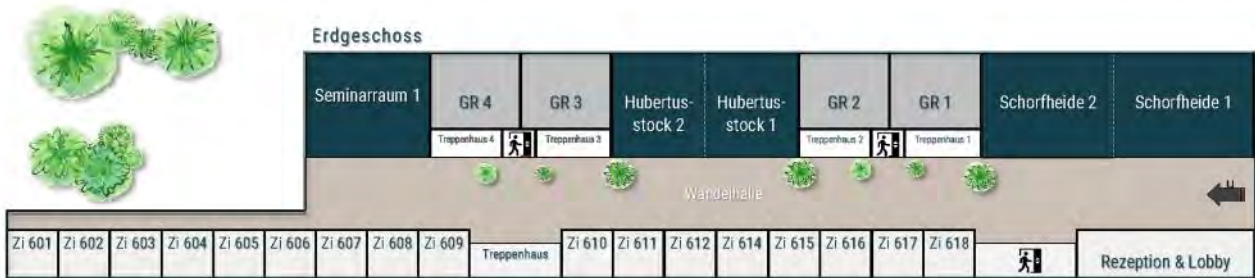 Erdgeschoss
Seminarraum 1
GR 4
GR 3
Hubertus-
stock 2
Hubertus-
stock 1
GR 2
GR 1
Schorfheide 2
Schorfheide 1
Treppenhaus 4
Treppenhaus 3
Treppenhaus 2
Treppenhaus 1
Wandelhalle
Zi 601
Zi 602
Zi 603
Zi 604
Zi 605
Zi 606
Zi 607
Zi 608
Zi 609
Treppenhaus
Zi 610
Zi 611
Zi 612
Zi 614
Zi 615
Zi 616
Zi 617
Zi 618
Rezeption & Lobby